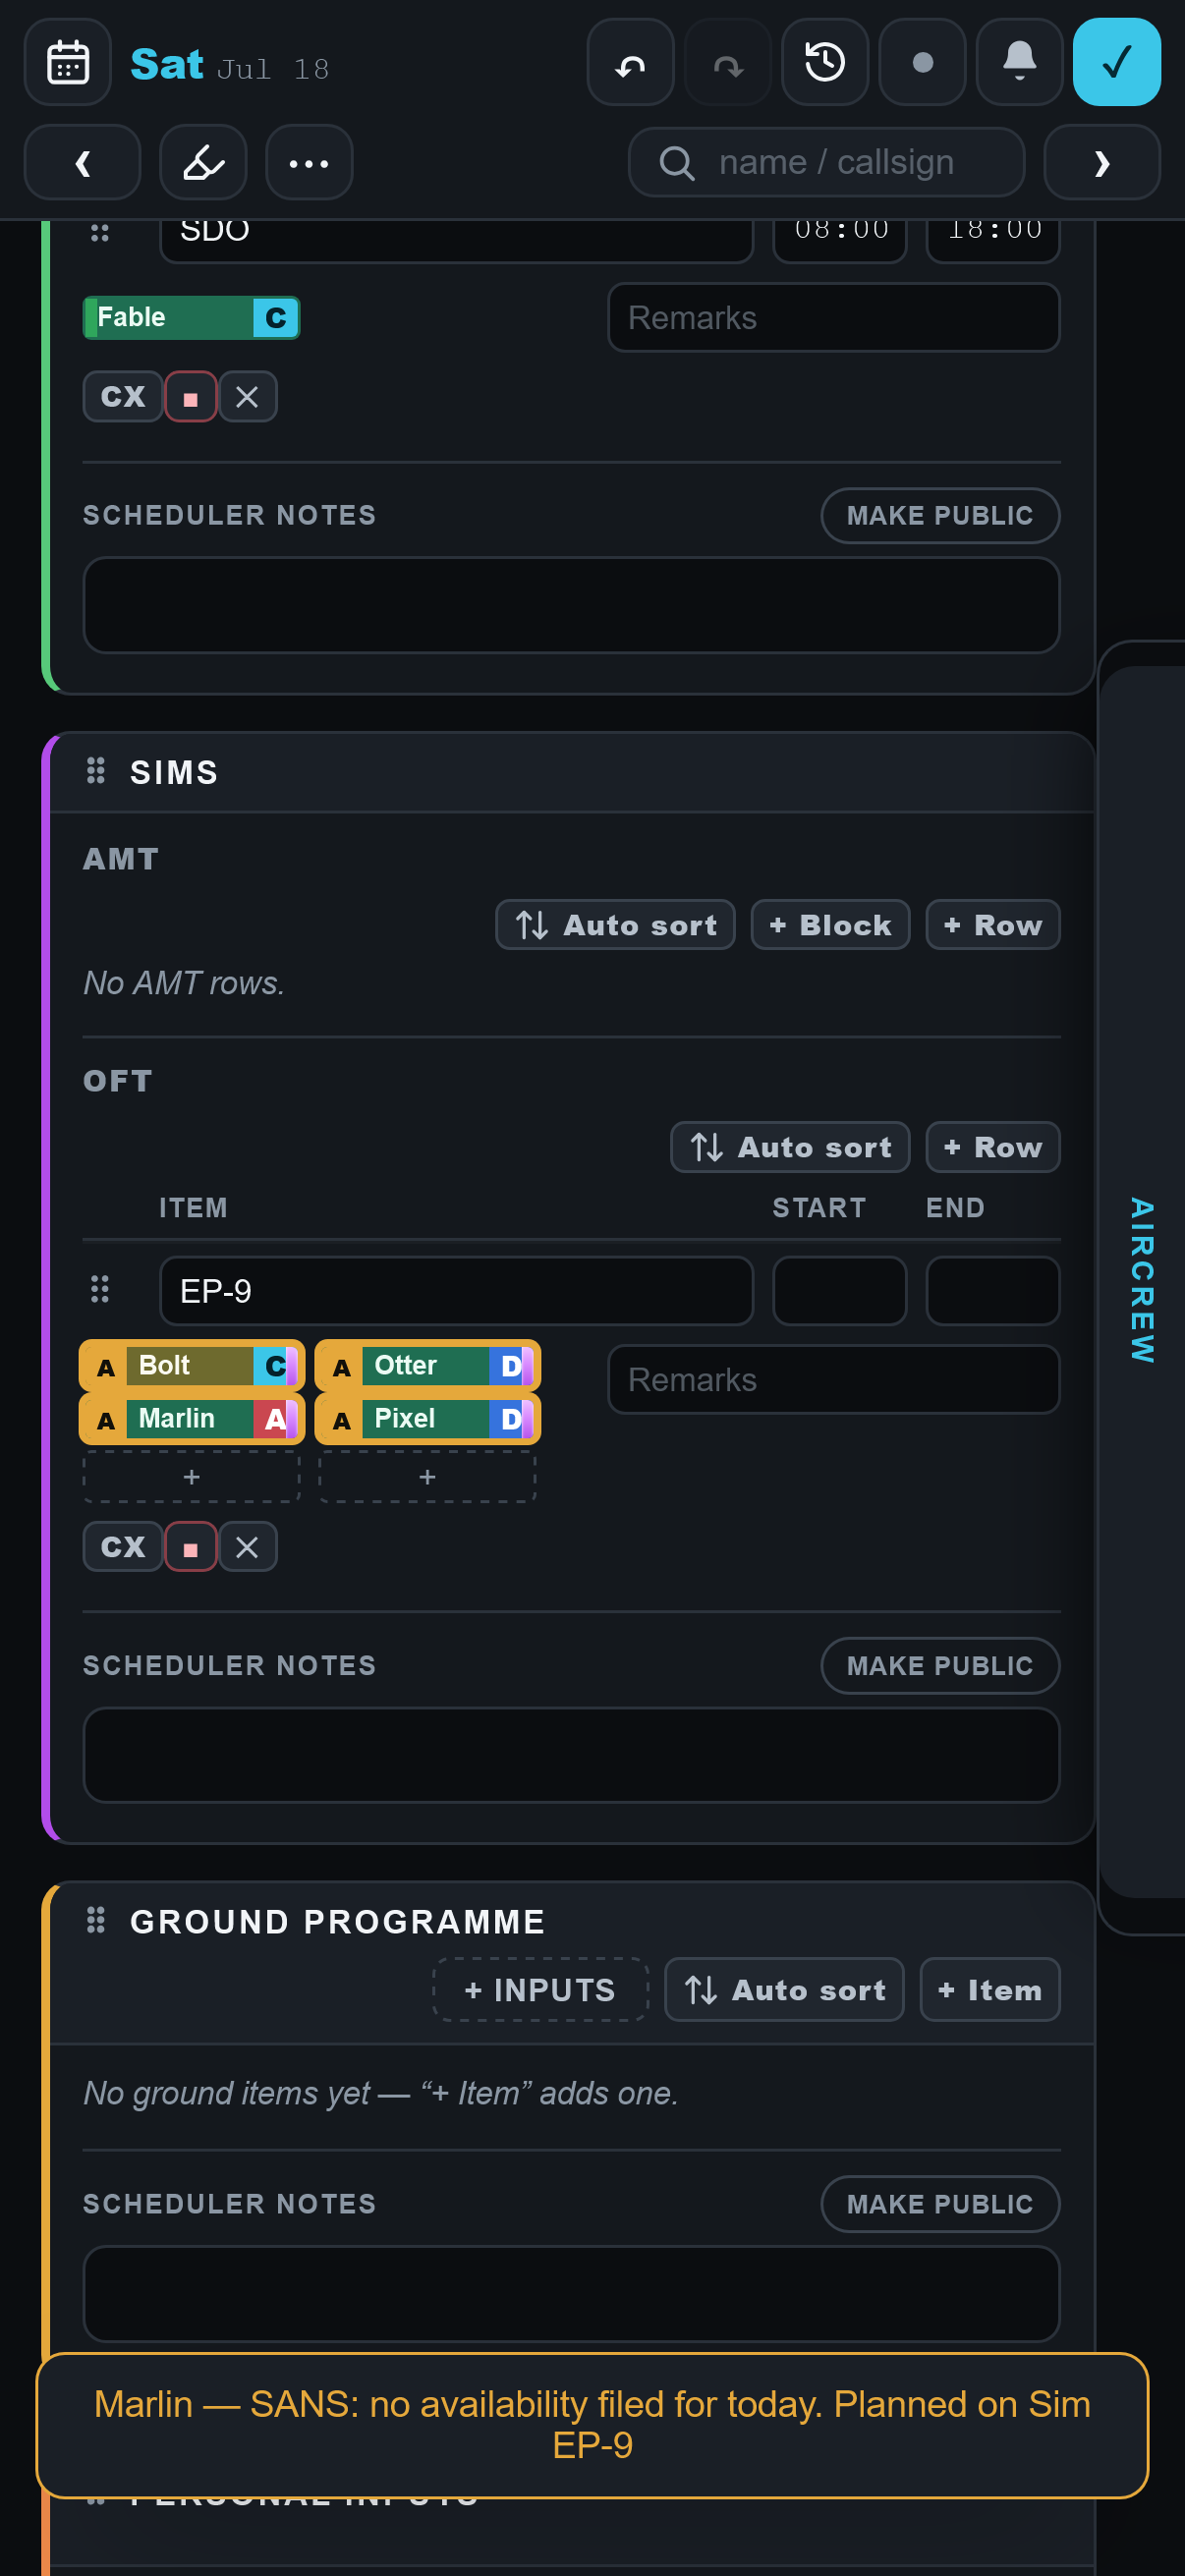 Sat Jul 18
name / callsign
SDO 08:00 18:00
Fable C Remarks
CX
SCHEDULER NOTES MAKE PUBLIC
SIMS
AMT
Auto sort + Block + Row
No AMT rows.
OFT
Auto sort + Row
ITEM START END
EP-9
A Bolt C A Otter D Remarks
A Marlin A A Pixel D
+ +
CX
SCHEDULER NOTES MAKE PUBLIC
AIRCREW
GROUND PROGRAMME
+ INPUTS Auto sort + Item
No ground items yet — “+ Item” adds one.
SCHEDULER NOTES MAKE PUBLIC
Marlin — SANS: no availability filed for today. Planned on Sim
EP-9
PERSONAL INPUTS